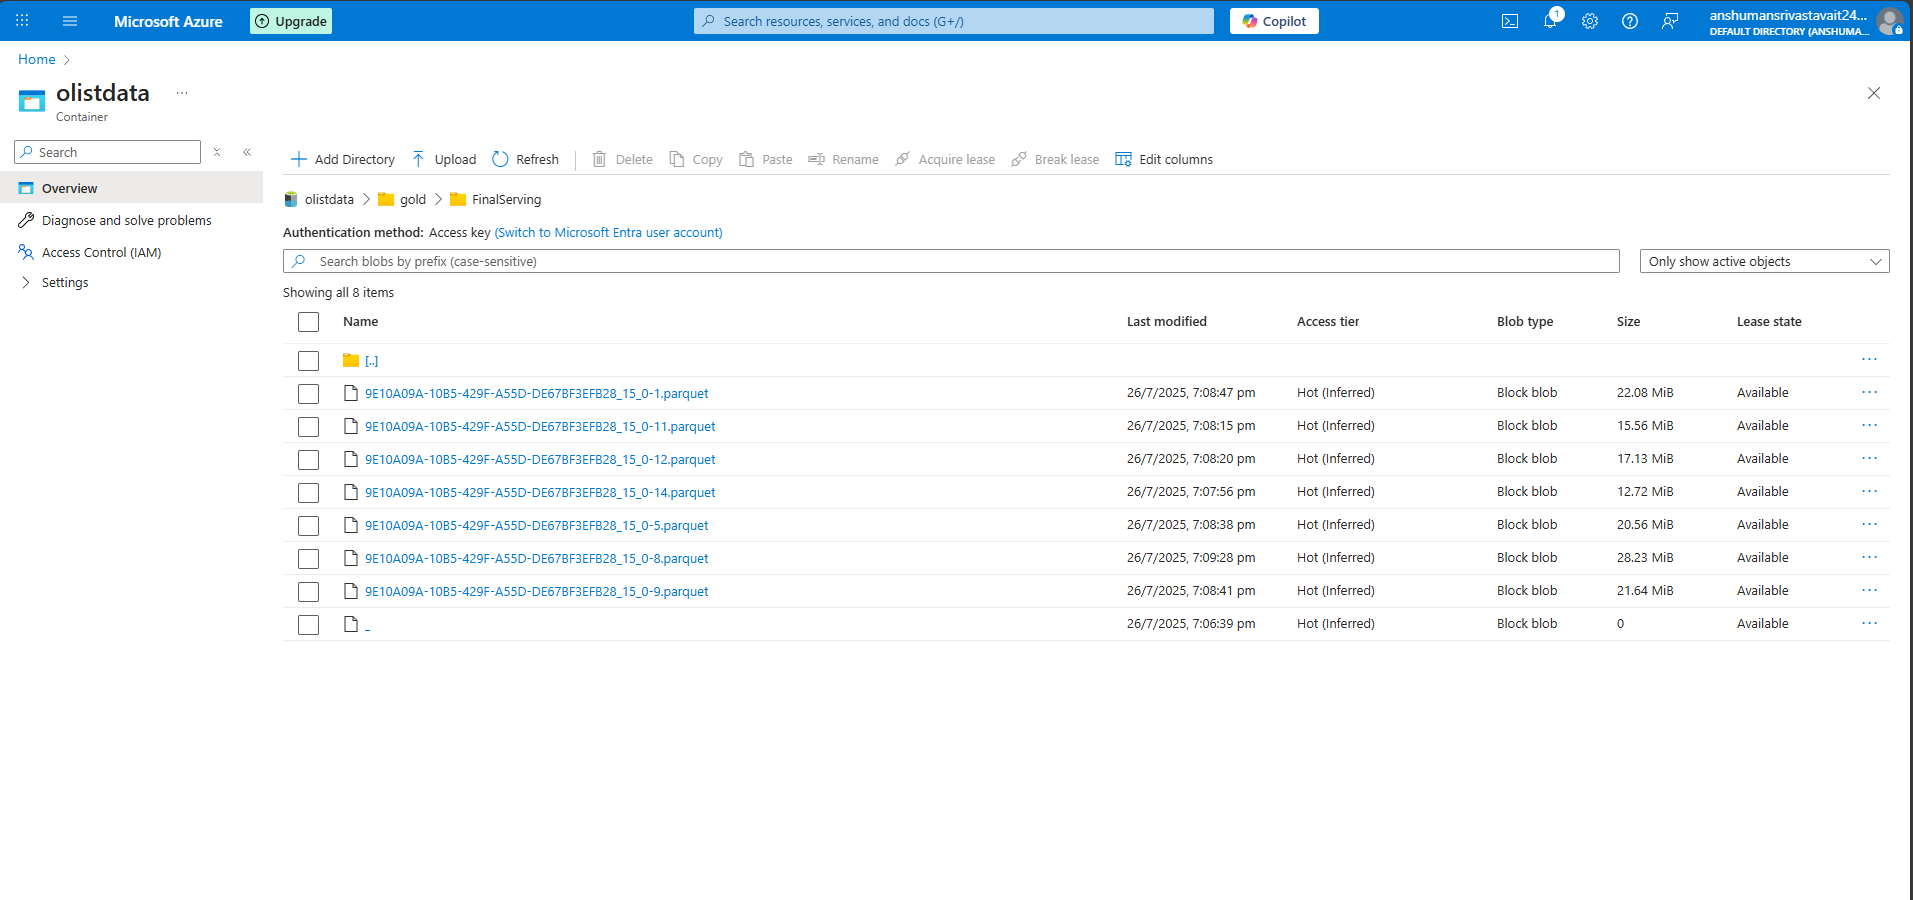 Microsoft Azure
Upgrade
Search resources, services, and docs (G+/)
Copilot
1
anshumansrivastavait24...
DEFAULT DIRECTORY (ANSHUMA...
Home
olistdata
...
Container
Search
Overview
Diagnose and solve problems
Access Control (IAM)
Settings
Add Directory
Upload
Refresh
Delete
Copy
Paste
Rename
Acquire lease
Break lease
Edit columns
olistdata > gold > FinalServing
Authentication method: Access key (Switch to Microsoft Entra user account)
Search blobs by prefix (case-sensitive)
Only show active objects
Showing all 8 items
Name Last modified Access tier Blob type Size Lease state
[..] ...
9E10A09A-10B5-429F-A55D-DE67BF3EFB28_15_0-1.parquet 26/7/2025, 7:08:47 pm Hot (Inferred) Block blob 22.08 MiB Available ...
9E10A09A-10B5-429F-A55D-DE67BF3EFB28_15_0-11.parquet 26/7/2025, 7:08:15 pm Hot (Inferred) Block blob 15.56 MiB Available ...
9E10A09A-10B5-429F-A55D-DE67BF3EFB28_15_0-12.parquet 26/7/2025, 7:08:20 pm Hot (Inferred) Block blob 17.13 MiB Available ...
9E10A09A-10B5-429F-A55D-DE67BF3EFB28_15_0-14.parquet 26/7/2025, 7:07:56 pm Hot (Inferred) Block blob 12.72 MiB Available ...
9E10A09A-10B5-429F-A55D-DE67BF3EFB28_15_0-5.parquet 26/7/2025, 7:08:38 pm Hot (Inferred) Block blob 20.56 MiB Available ...
9E10A09A-10B5-429F-A55D-DE67BF3EFB28_15_0-8.parquet 26/7/2025, 7:09:28 pm Hot (Inferred) Block blob 28.23 MiB Available ...
9E10A09A-10B5-429F-A55D-DE67BF3EFB28_15_0-9.parquet 26/7/2025, 7:08:41 pm Hot (Inferred) Block blob 21.64 MiB Available ...
_ 26/7/2025, 7:06:39 pm Hot (Inferred) Block blob 0 Available ...